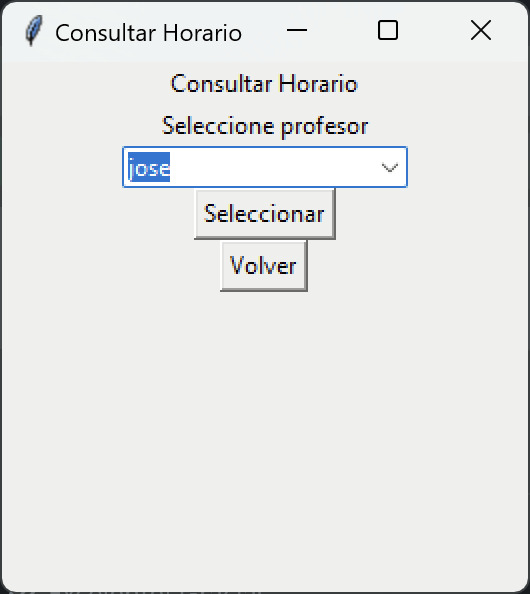 Consultar Horario
Consultar Horario
Seleccione profesor
jose
Seleccionar
Volver